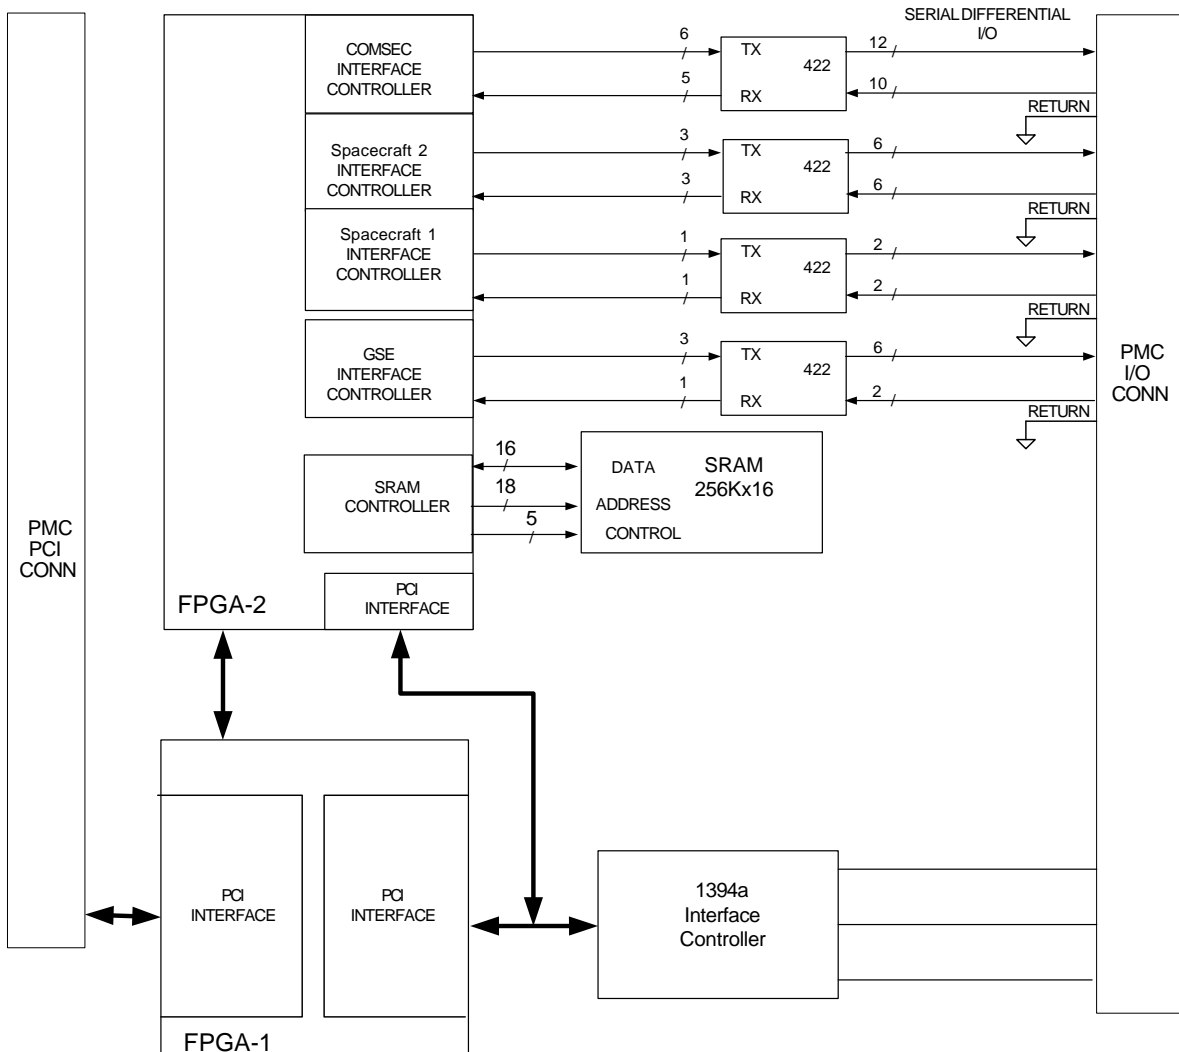 SERIAL DIFFERENTIAL
I/O
COMSEC
INTERFACE
CONTROLLER
6
5
TX
422
RX
12
10
RETURN
Spacecraft 2
INTERFACE
CONTROLLER
3
3
TX
422
RX
6
6
RETURN
Spacecraft 1
INTERFACE
CONTROLLER
1
1
TX
422
RX
2
2
RETURN
GSE
INTERFACE
CONTROLLER
3
1
TX
422
RX
6
2
RETURN
PMC
I/O
CONN
SRAM
CONTROLLER
16
18
5
DATA
ADDRESS
CONTROL
SRAM
256Kx16
PMC
PCI
CONN
FPGA-2
PCI
INTERFACE
PCI
INTERFACE
PCI
INTERFACE
FPGA-1
1394a
Interface
Controller